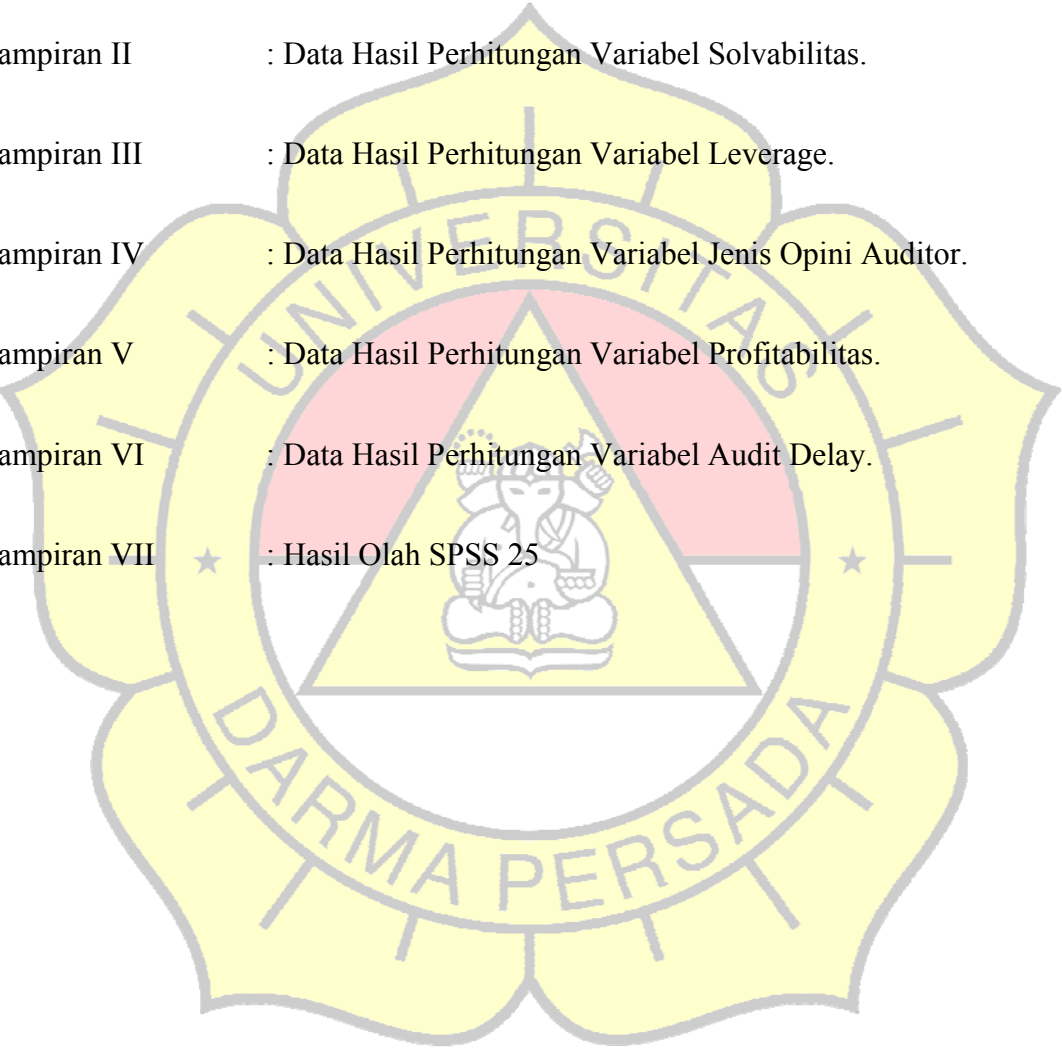 ampiran II : Data Hasil Perhitungan Variabel Solvabilitas.
ampiran III : Data Hasil Perhitungan Variabel Leverage.
ampiran IV : Data Hasil Perhitungan Variabel Jenis Opini Auditor.
ampiran V : Data Hasil Perhitungan Variabel Profitabilitas.
ampiran VI : Data Hasil Perhitungan Variabel Audit Delay.
ampiran VII : Hasil Olah SPSS 25
UNIVERSITAS
DARMA PERSADA